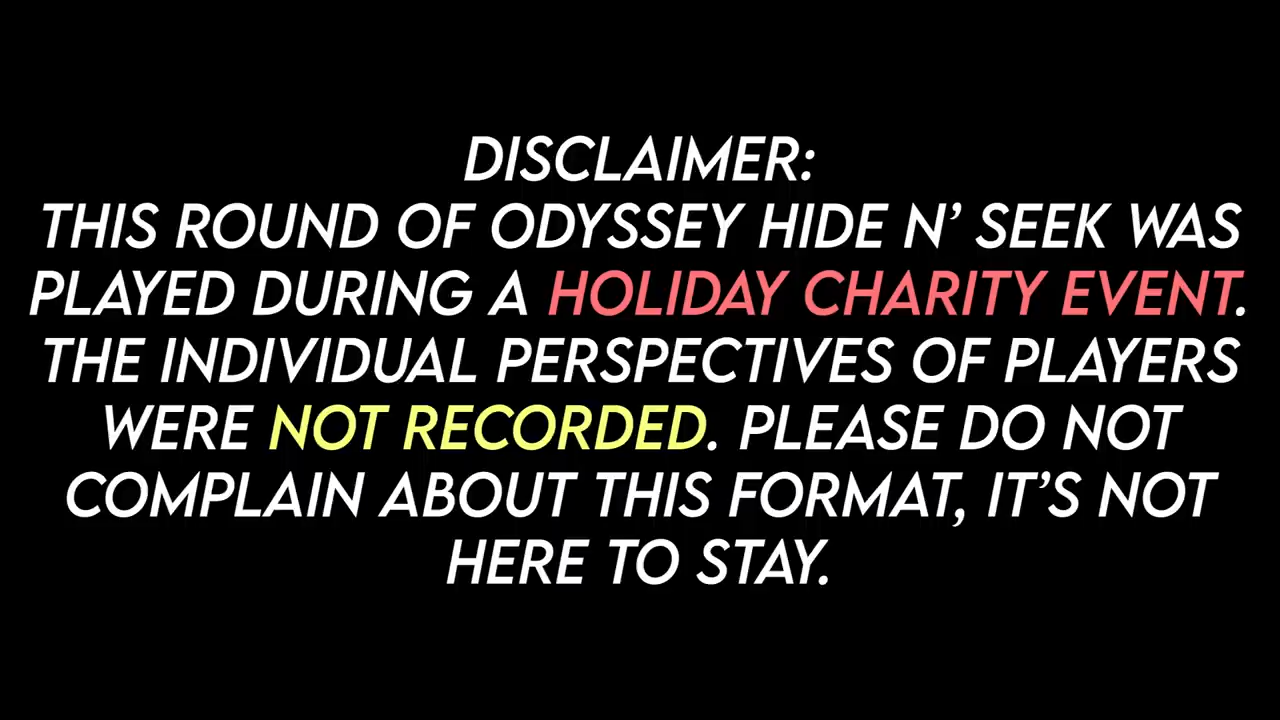 DISCLAIMER:
THIS ROUND OF ODYSSEY HIDE N’ SEEK WAS
PLAYED DURING A HOLIDAY CHARITY EVENT.
THE INDIVIDUAL PERSPECTIVES OF PLAYERS
WERE NOT RECORDED. PLEASE DO NOT
COMPLAIN ABOUT THIS FORMAT, IT’S NOT
HERE TO STAY.